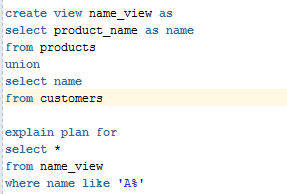 create view name_view as
select product_name as name
from products
union
select name
from customers
explain plan for
select *
from name_view
where name like 'A%'